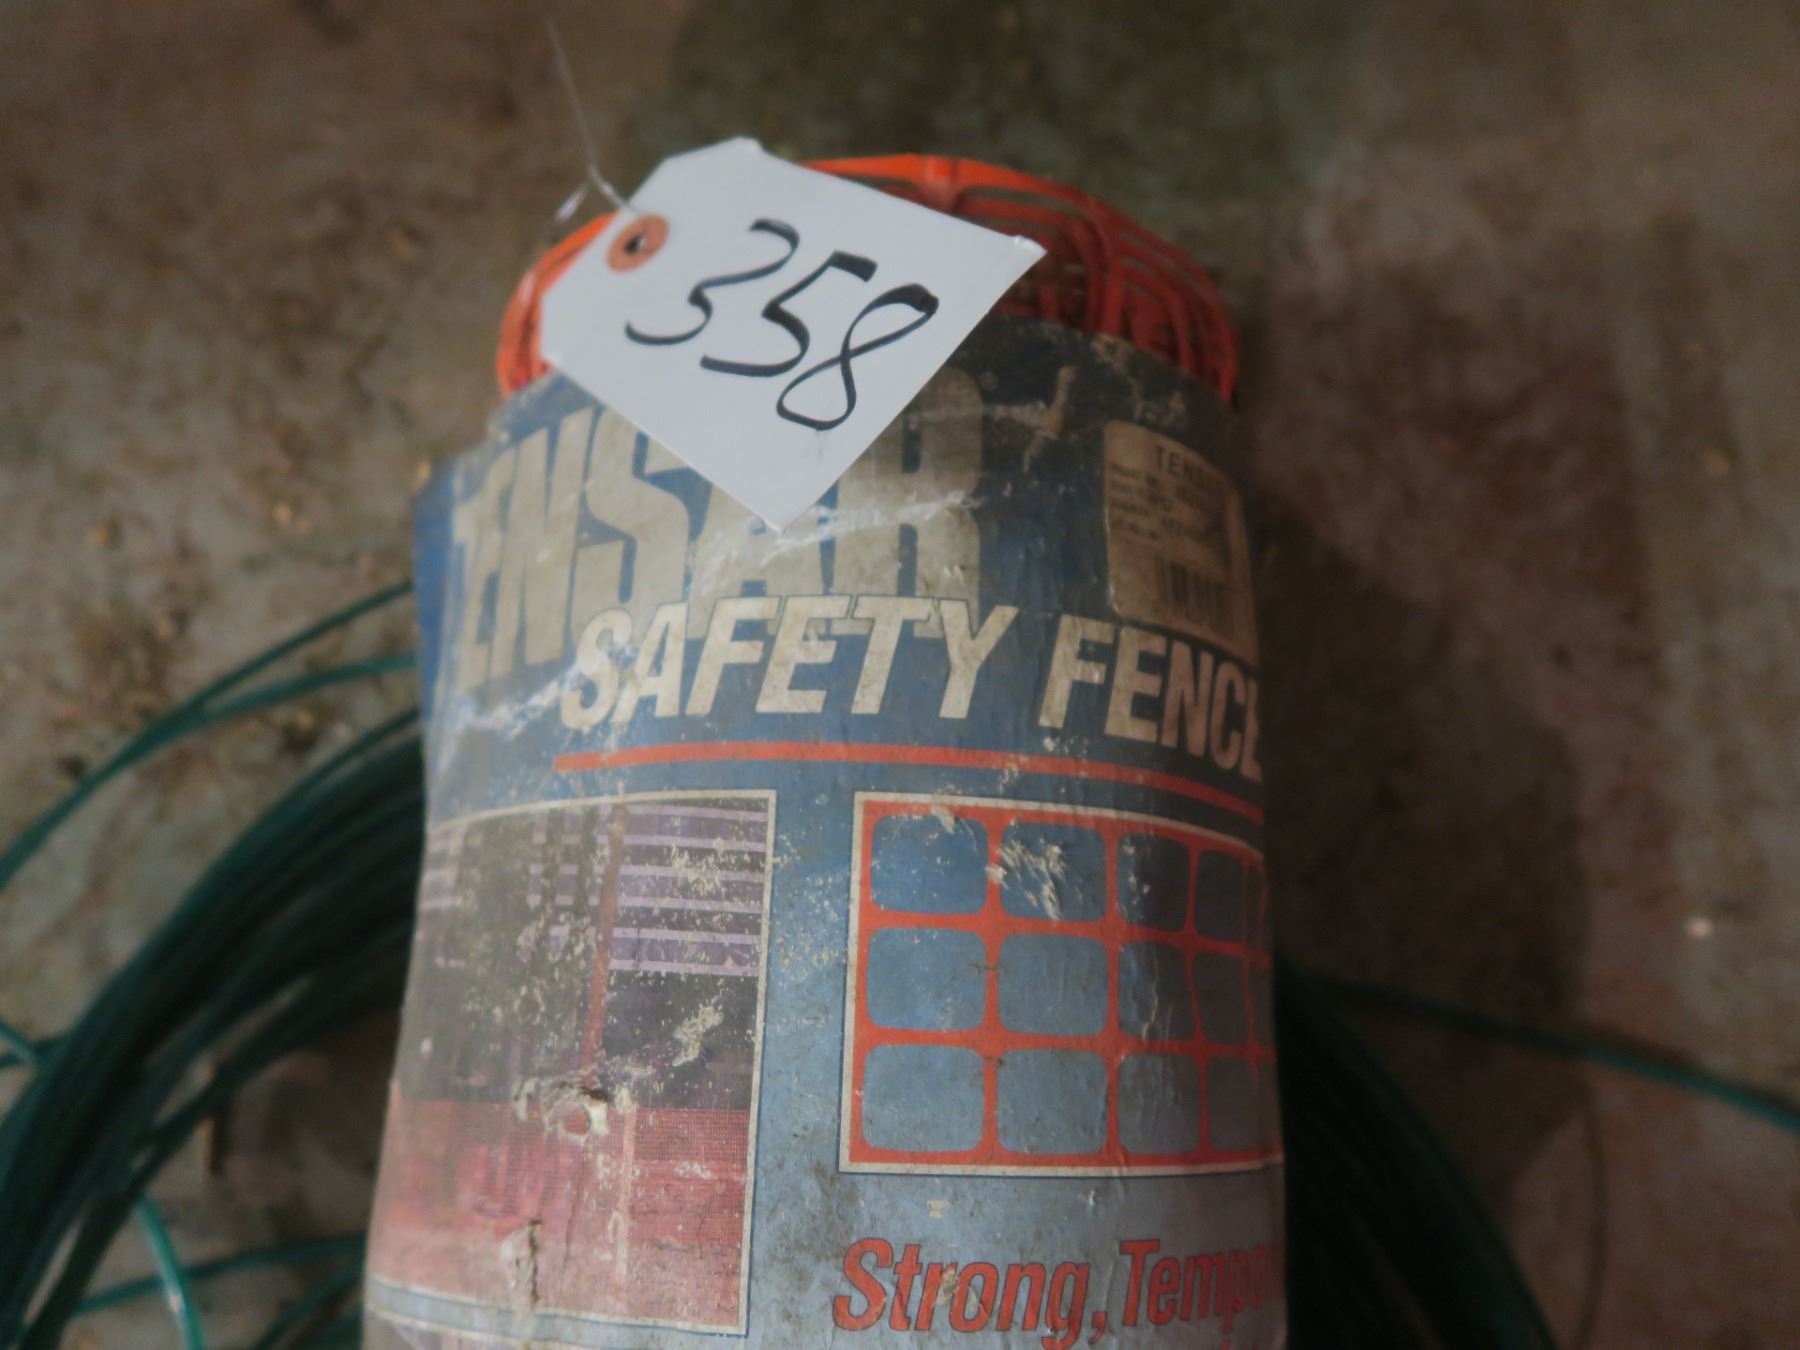 358
TENSAR
SAFETY FENCE
Strong, Tempo